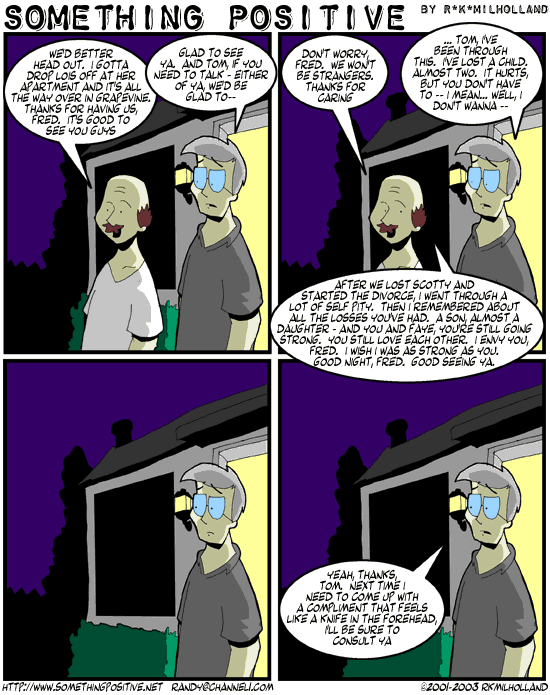 SOMETHING POSITIVE BY R*K*MILHOLLAND
WE'D BETTER
HEAD OUT. I GOTTA
DROP LOIS OFF AT HER
APARTMENT AND IT'S ALL
THE WAY OVER IN GRAPEVINE.
THANKS FOR HAVING US,
FRED. IT'S GOOD TO
SEE YOU GUYS
GLAD TO SEE
YA. AND TOM, IF YOU
NEED TO TALK - EITHER
OF YA, WE'D BE
GLAD TO--
DON'T WORRY,
FRED. WE WON'T
BE STRANGERS.
THANKS FOR
CARING
... TOM, I'VE
BEEN THROUGH
THIS. I'VE LOST A CHILD.
ALMOST TWO. IT HURTS,
BUT YOU DON'T HAVE
TO -- I MEAN... WELL, I
DON'T WANNA --
AFTER WE LOST SCOTTY AND
STARTED THE DIVORCE, I WENT THROUGH A
LOT OF SELF PITY. THEN I REMEMBERED ABOUT
ALL THE LOSSES YOU'VE HAD. A SON, ALMOST A
DAUGHTER - AND YOU AND FAYE, YOU'RE STILL GOING
STRONG. YOU STILL LOVE EACH OTHER. I ENVY YOU,
FRED. I WISH I WAS AS STRONG AS YOU.
GOOD NIGHT, FRED. GOOD SEEING YA.
YEAH, THANKS,
TOM. NEXT TIME I
NEED TO COME UP WITH
A COMPLIMENT THAT FEELS
LIKE A KNIFE IN THE FOREHEAD,
I'LL BE SURE TO
CONSULT YA
HTTP://WWW.SOMETHINGPOSITIVE.NET RANDY@CHANNEL1.COM ©2001-2003 RKMILHOLLAND